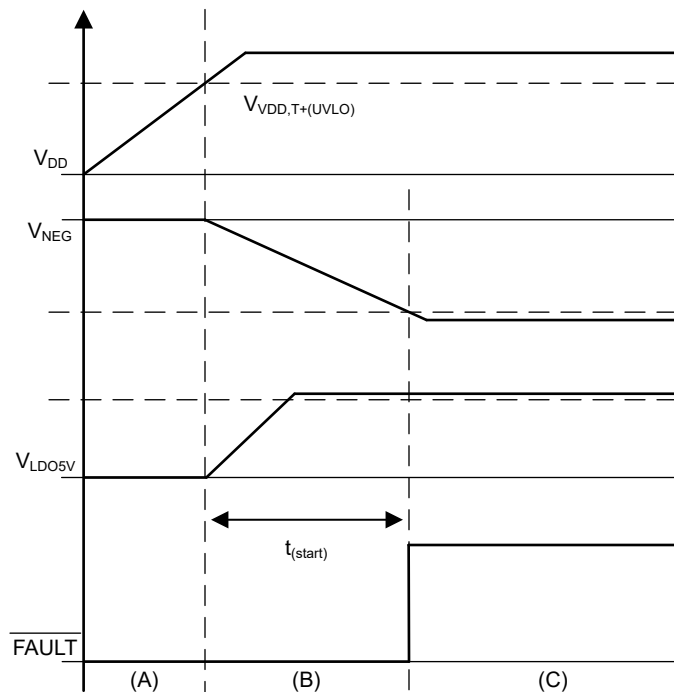 V_VDD,T+(UVLO)
V_DD
V_NEG
V_LDO5V
t_(start)
FAULT
(A) (B) (C)